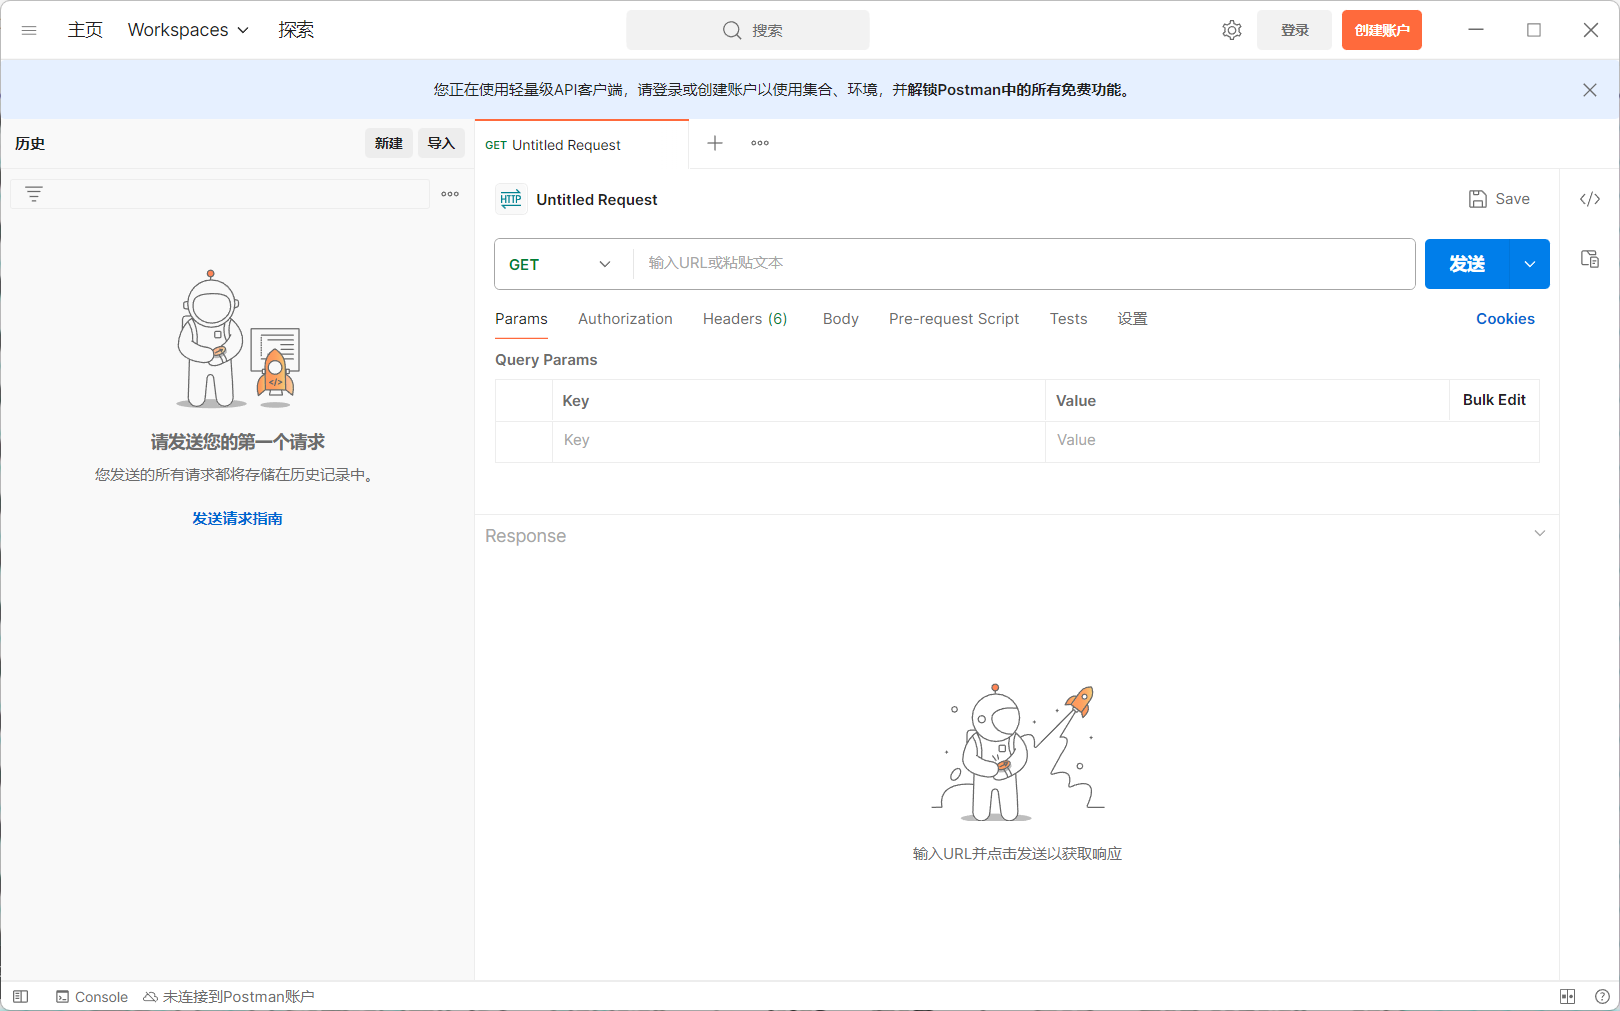 主页 Workspaces 探索 搜索 登录 创建账户
您正在使用轻量级API客户端，请登录或创建账户以使用集合、环境，并解锁Postman中的所有免费功能。
历史 新建 导入
GET Untitled Request
HTTP Untitled Request Save
GET 输入URL或粘贴文本 发送
Params Authorization Headers (6) Body Pre-request Script Tests 设置 Cookies
Query Params
Key Value Bulk Edit
Key Value
请发送您的第一个请求
您发送的所有请求都将存储在历史记录中。
发送请求指南
Response
输入URL并点击发送以获取响应
Console 未连接到Postman账户